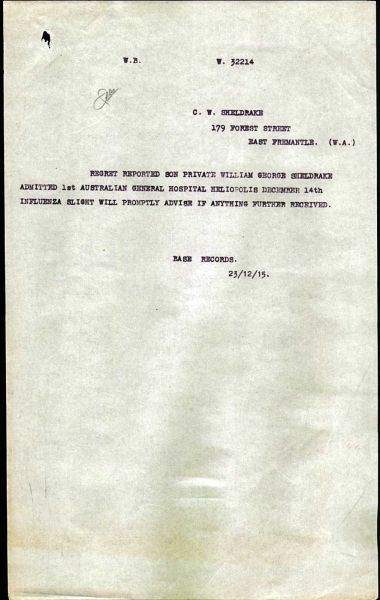 W.B. W. 32214
C. W. SHELDRAKE
179 FOREST STREET
EAST FREMANTLE. (W.A.)
REGRET REPORTED SON PRIVATE WILLIAM GEORGE SHELDRAKE
ADMITTED 1st AUSTRALIAN GENERAL HOSPITAL HELIOPOLIS DECEMBER 14th
INFLUENZA SLIGHT WILL PROMPTLY ADVISE IF ANYTHING FURTHER RECEIVED.
BASE RECORDS.
23/12/15.